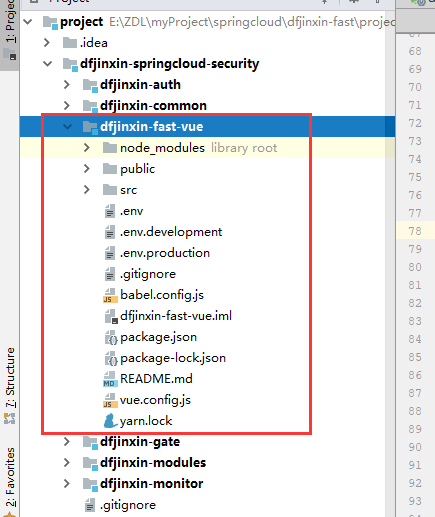 Project
project E:\ZDL\myProject\springcloud\dfjinxin-fast\project
.idea
dfjinxin-springcloud-security
dfjinxin-auth
dfjinxin-common
dfjinxin-fast-vue
node_modules library root
public
src
.env
.env.development
.env.production
.gitignore
babel.config.js
dfjinxin-fast-vue.iml
package.json
package-lock.json
README.md
vue.config.js
yarn.lock
dfjinxin-gate
dfjinxin-modules
dfjinxin-monitor
.gitignore
1: Project
7: Structure
2: Favorites
68
69
70
71
72
73
74
75
76
77
78
79
80
81
82
83
84
85
86
87
88
89
90
91
92
93